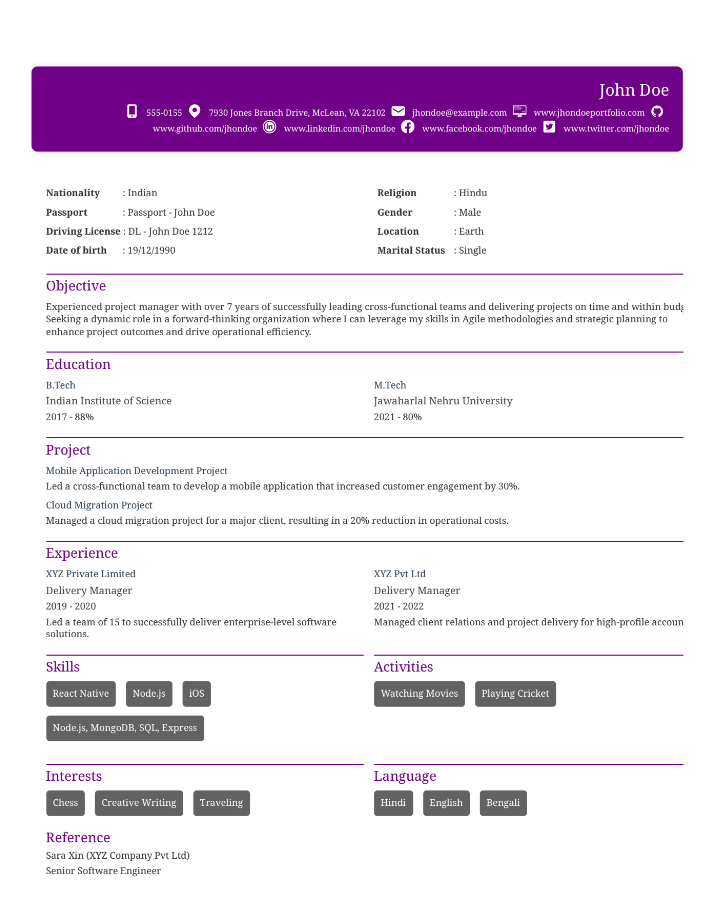 John Doe
555-0155 7930 Jones Branch Drive, McLean, VA 22102 jhondoe@example.com www.jhondoeportfolio.com
www.github.com/jhondoe www.linkedin.com/jhondoe www.facebook.com/jhondoe www.twitter.com/jhondoe
Nationality : Indian
Religion : Hindu
Passport : Passport - John Doe
Gender : Male
Driving License : DL - John Doe 1212
Location : Earth
Date of birth : 19/12/1990
Marital Status : Single
Objective
Experienced project manager with over 7 years of successfully leading cross-functional teams and delivering projects on time and within
Seeking a dynamic role in a forward-thinking organization where I can leverage my skills in Agile methodologies and strategic planning to
enhance project outcomes and drive operational efficiency.
Education
B.Tech
Indian Institute of Science
2017 - 88%
M.Tech
Jawaharlal Nehru University
2021 - 80%
Project
Mobile Application Development Project
Led a cross-functional team to develop a mobile application that increased customer engagement by 30%.
Cloud Migration Project
Managed a cloud migration project for a major client, resulting in a 20% reduction in operational costs.
Experience
XYZ Private Limited
Delivery Manager
2019 - 2020
Led a team of 15 to successfully deliver enterprise-level software
solutions.
XYZ Pvt Ltd
Delivery Manager
2021 - 2022
Managed client relations and project delivery for high-profile accoun
Skills
React Native
Node.js
iOS
Node.js, MongoDB, SQL, Express
Activities
Watching Movies
Playing Cricket
Interests
Chess
Creative Writing
Traveling
Language
Hindi
English
Bengali
Reference
Sara Xin (XYZ Company Pvt Ltd)
Senior Software Engineer